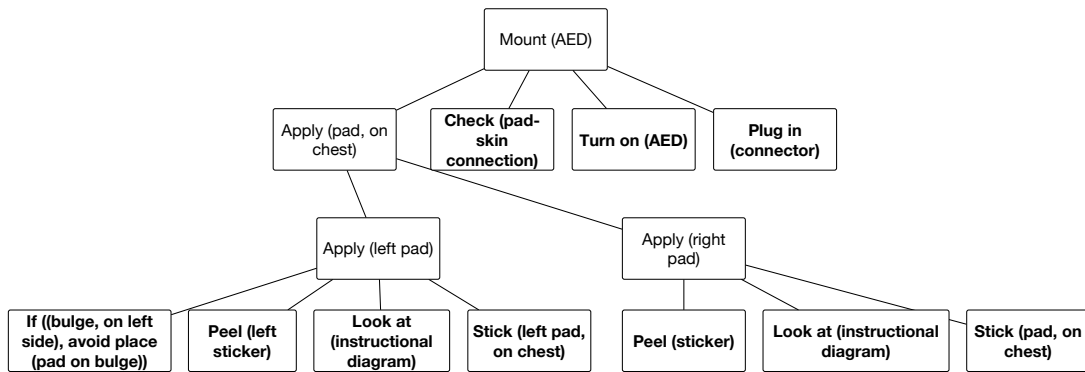 Mount (AED)
Apply (pad, on
chest)
Check (pad-
skin
connection)
Turn on (AED)
Plug in
(connector)
Apply (left pad)
Apply (right
pad)
If ((bulge, on left
side), avoid place
(pad on bulge))
Peel (left
sticker)
Look at
(instructional
diagram)
Stick (left pad,
on chest)
Peel (sticker)
Look at (instructional
diagram)
Stick (pad, on
chest)